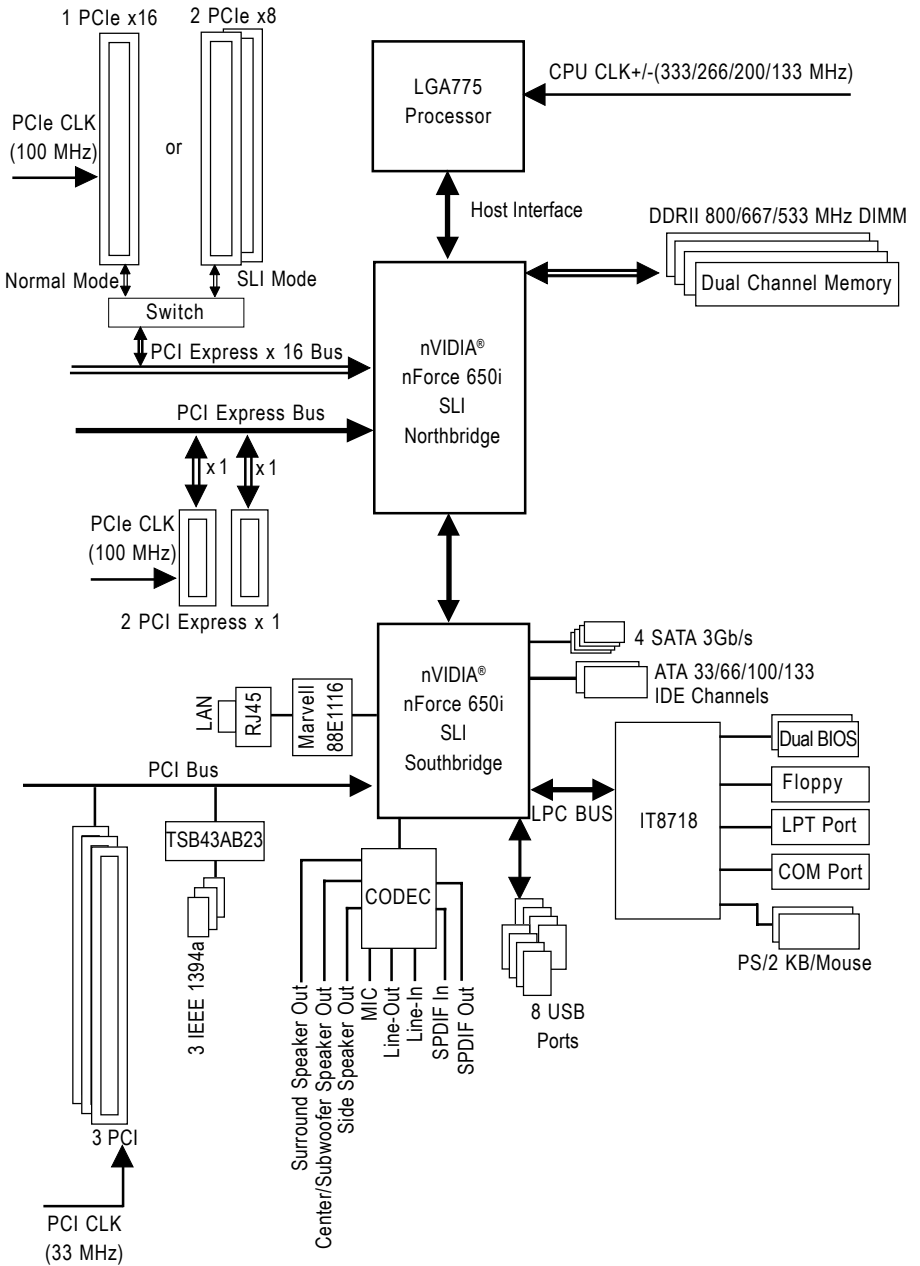 1 PCIe x16
2 PCIe x8
PCIe CLK
(100 MHz)
or
Normal Mode
SLI Mode
Switch
PCI Express x 16 Bus
LGA775
Processor
CPU CLK+/-(333/266/200/133 MHz)
Host Interface
DDRII 800/667/533 MHz DIMM
Dual Channel Memory
nVIDIA®
nForce 650i
SLI
Northbridge
PCI Express Bus
x 1
x 1
PCIe CLK
(100 MHz)
2 PCI Express x 1
nVIDIA®
nForce 650i
SLI
Southbridge
4 SATA 3Gb/s
ATA 33/66/100/133
IDE Channels
LAN
RJ45
Marvell
88E1116
PCI Bus
TSB43AB23
3 IEEE 1394a
3 PCI
PCI CLK
(33 MHz)
CODEC
Surround Speaker Out
Center/Subwoofer Speaker Out
Side Speaker Out
MIC
Line-Out
Line-In
SPDIF In
SPDIF Out
LPC BUS
8 USB
Ports
IT8718
Dual BIOS
Floppy
LPT Port
COM Port
PS/2 KB/Mouse